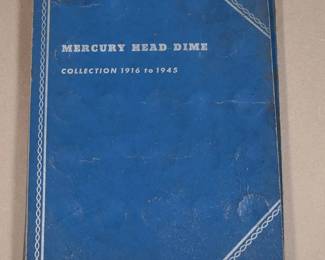 MERCURY HEAD DIME
COLLECTION 1916 to 1945